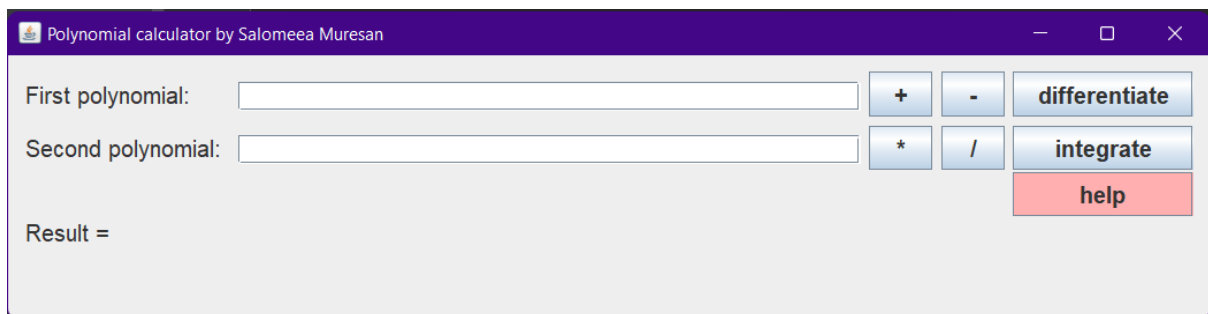 Polynomial calculator by Salomeea Muresan
First polynomial: + - differentiate
Second polynomial: * / integrate
help
Result =